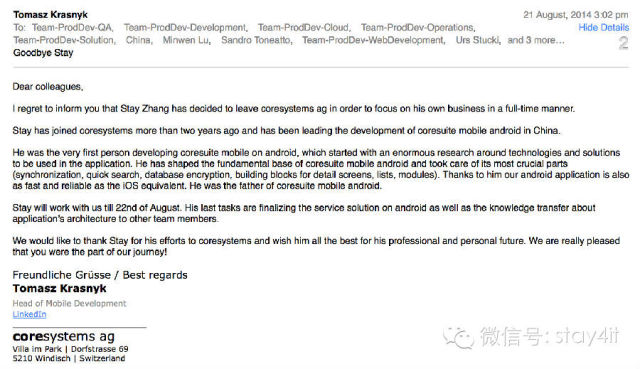 Tomasz Krasnyk
21 August, 2014 3:02 pm
To: Team-ProdDev-QA, Team-ProdDev-Development, Team-ProdDev-Cloud, Team-ProdDev-Operations,
Hide Details
Team-ProdDev-Solution, China, Minwen Lu, Sandro Toneatto, Team-ProdDev-WebDevelopment, Urs Stucki, and 3 more...
2
Goodbye Stay
Dear colleagues,
I regret to inform you that Stay Zhang has decided to leave coresystems ag in order to focus on his own business in a full-time manner.
Stay has joined coresystems more than two years ago and has been leading the development of coresuite mobile android in China.
He was the very first person developing coresuite mobile on android, which started with an enormous research around technologies and solutions
to be used in the application. He has shaped the fundamental base of coresuite mobile android and took care of its most crucial parts
(synchronization, quick search, database encryption, building blocks for detail screens, lists, modules). Thanks to him our android application is also
as fast and reliable as the iOS equivalent. He was the father of coresuite mobile android.
Stay will work with us till 22nd of August. His last tasks are finalizing the service solution on android as well as the knowledge transfer about
application's architecture to other team members.
We would like to thank Stay for his efforts to coresystems and wish him all the best for his professional and personal future. We are really pleased
that you were the part of our journey!
Freundliche Grüsse / Best regards
Tomasz Krasnyk
Head of Mobile Development
LinkedIn
coresystems ag
Villa im Park | Dorfstrasse 69
5210 Windisch | Switzerland
微信号: stay4it